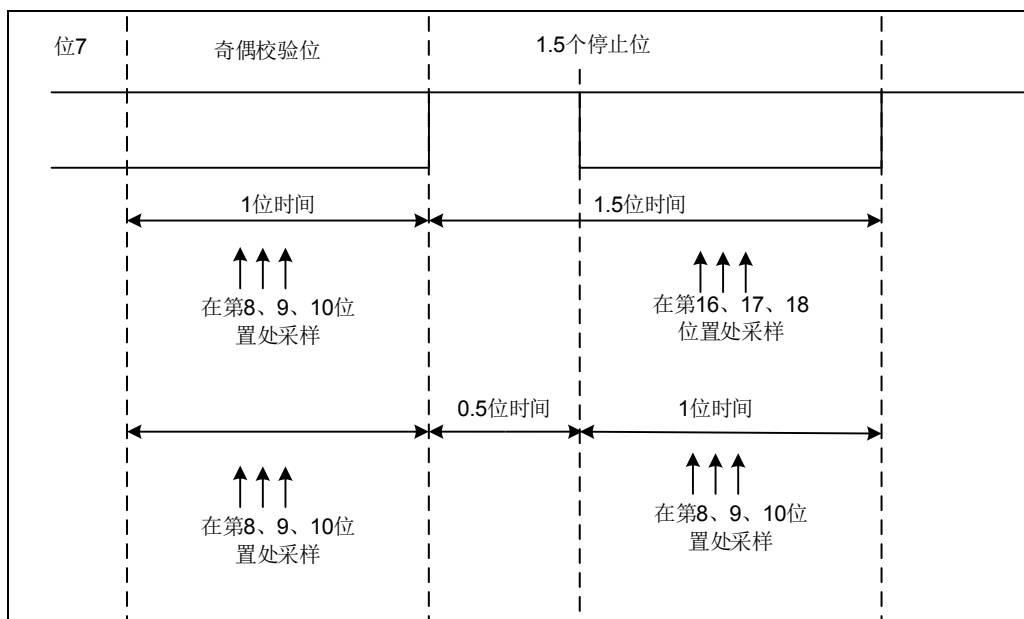 位7
奇偶校验位
1.5个停止位
1位时间
1.5位时间
在第8、9、10位
置处采样
在第16、17、18
位置处采样
0.5位时间
1位时间
在第8、9、10位
置处采样
在第8、9、10位
置处采样